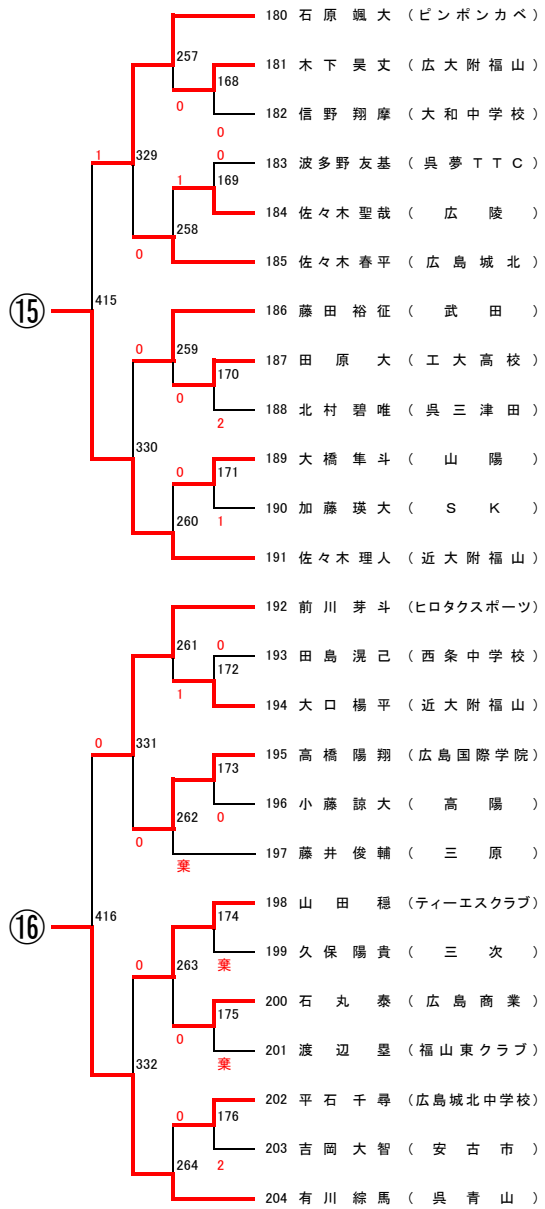 180 石原颯大 (ピンポンカベ)
257
181 木下昊丈 (広大附福山)
168
0
182 信野翔摩 (大和中学校)
0
1
329
0
183 波多野友基 (呉夢TTC)
1
169
184 佐々木聖哉 (広陵)
258
0
185 佐々木春平 (広島城北)
⑮
415
186 藤田裕征 (武田)
0
259
187 田原大 (工大高校)
170
0
188 北村碧唯 (呉三津田)
2
330
189 大橋隼斗 (山陽)
0
171
190 加藤瑛大 (SK)
260
1
191 佐々木理人 (近大附福山)
192 前川芽斗 (ヒロタクスポーツ)
261
0
193 田島滉己 (西条中学校)
172
1
194 大口楊平 (近大附福山)
0
331
195 高橋陽翔 (広島国際学院)
173
196 小藤諒大 (高陽)
262
0
0
197 藤井俊輔 (三原)
棄
198 山田穏 (ティーエスクラブ)
⑯
416
174
199 久保陽貴 (三次)
0
263
棄
200 石丸泰 (広島商業)
175
0
201 渡辺塁 (福山東クラブ)
棄
332
202 平石千尋 (広島城北中学校)
0
176
203 吉岡大智 (安古市)
264
2
204 有川綜馬 (呉青山)